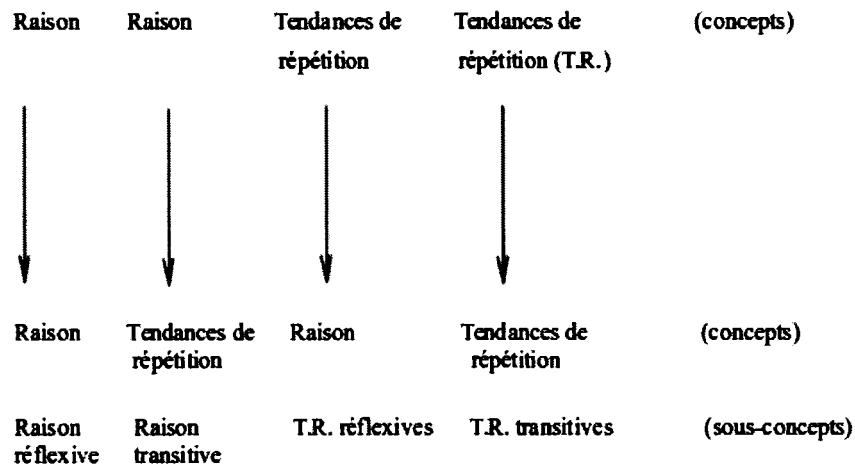 Raison Raison Tendances de Tendances de (concepts)
répétition répétition (T.R.)
Raison Tendances de Raison Tendances de (concepts)
répétition répétition
Raison Raison T.R. réflexives T.R. transitives (sous-concepts)
réflexive transitive